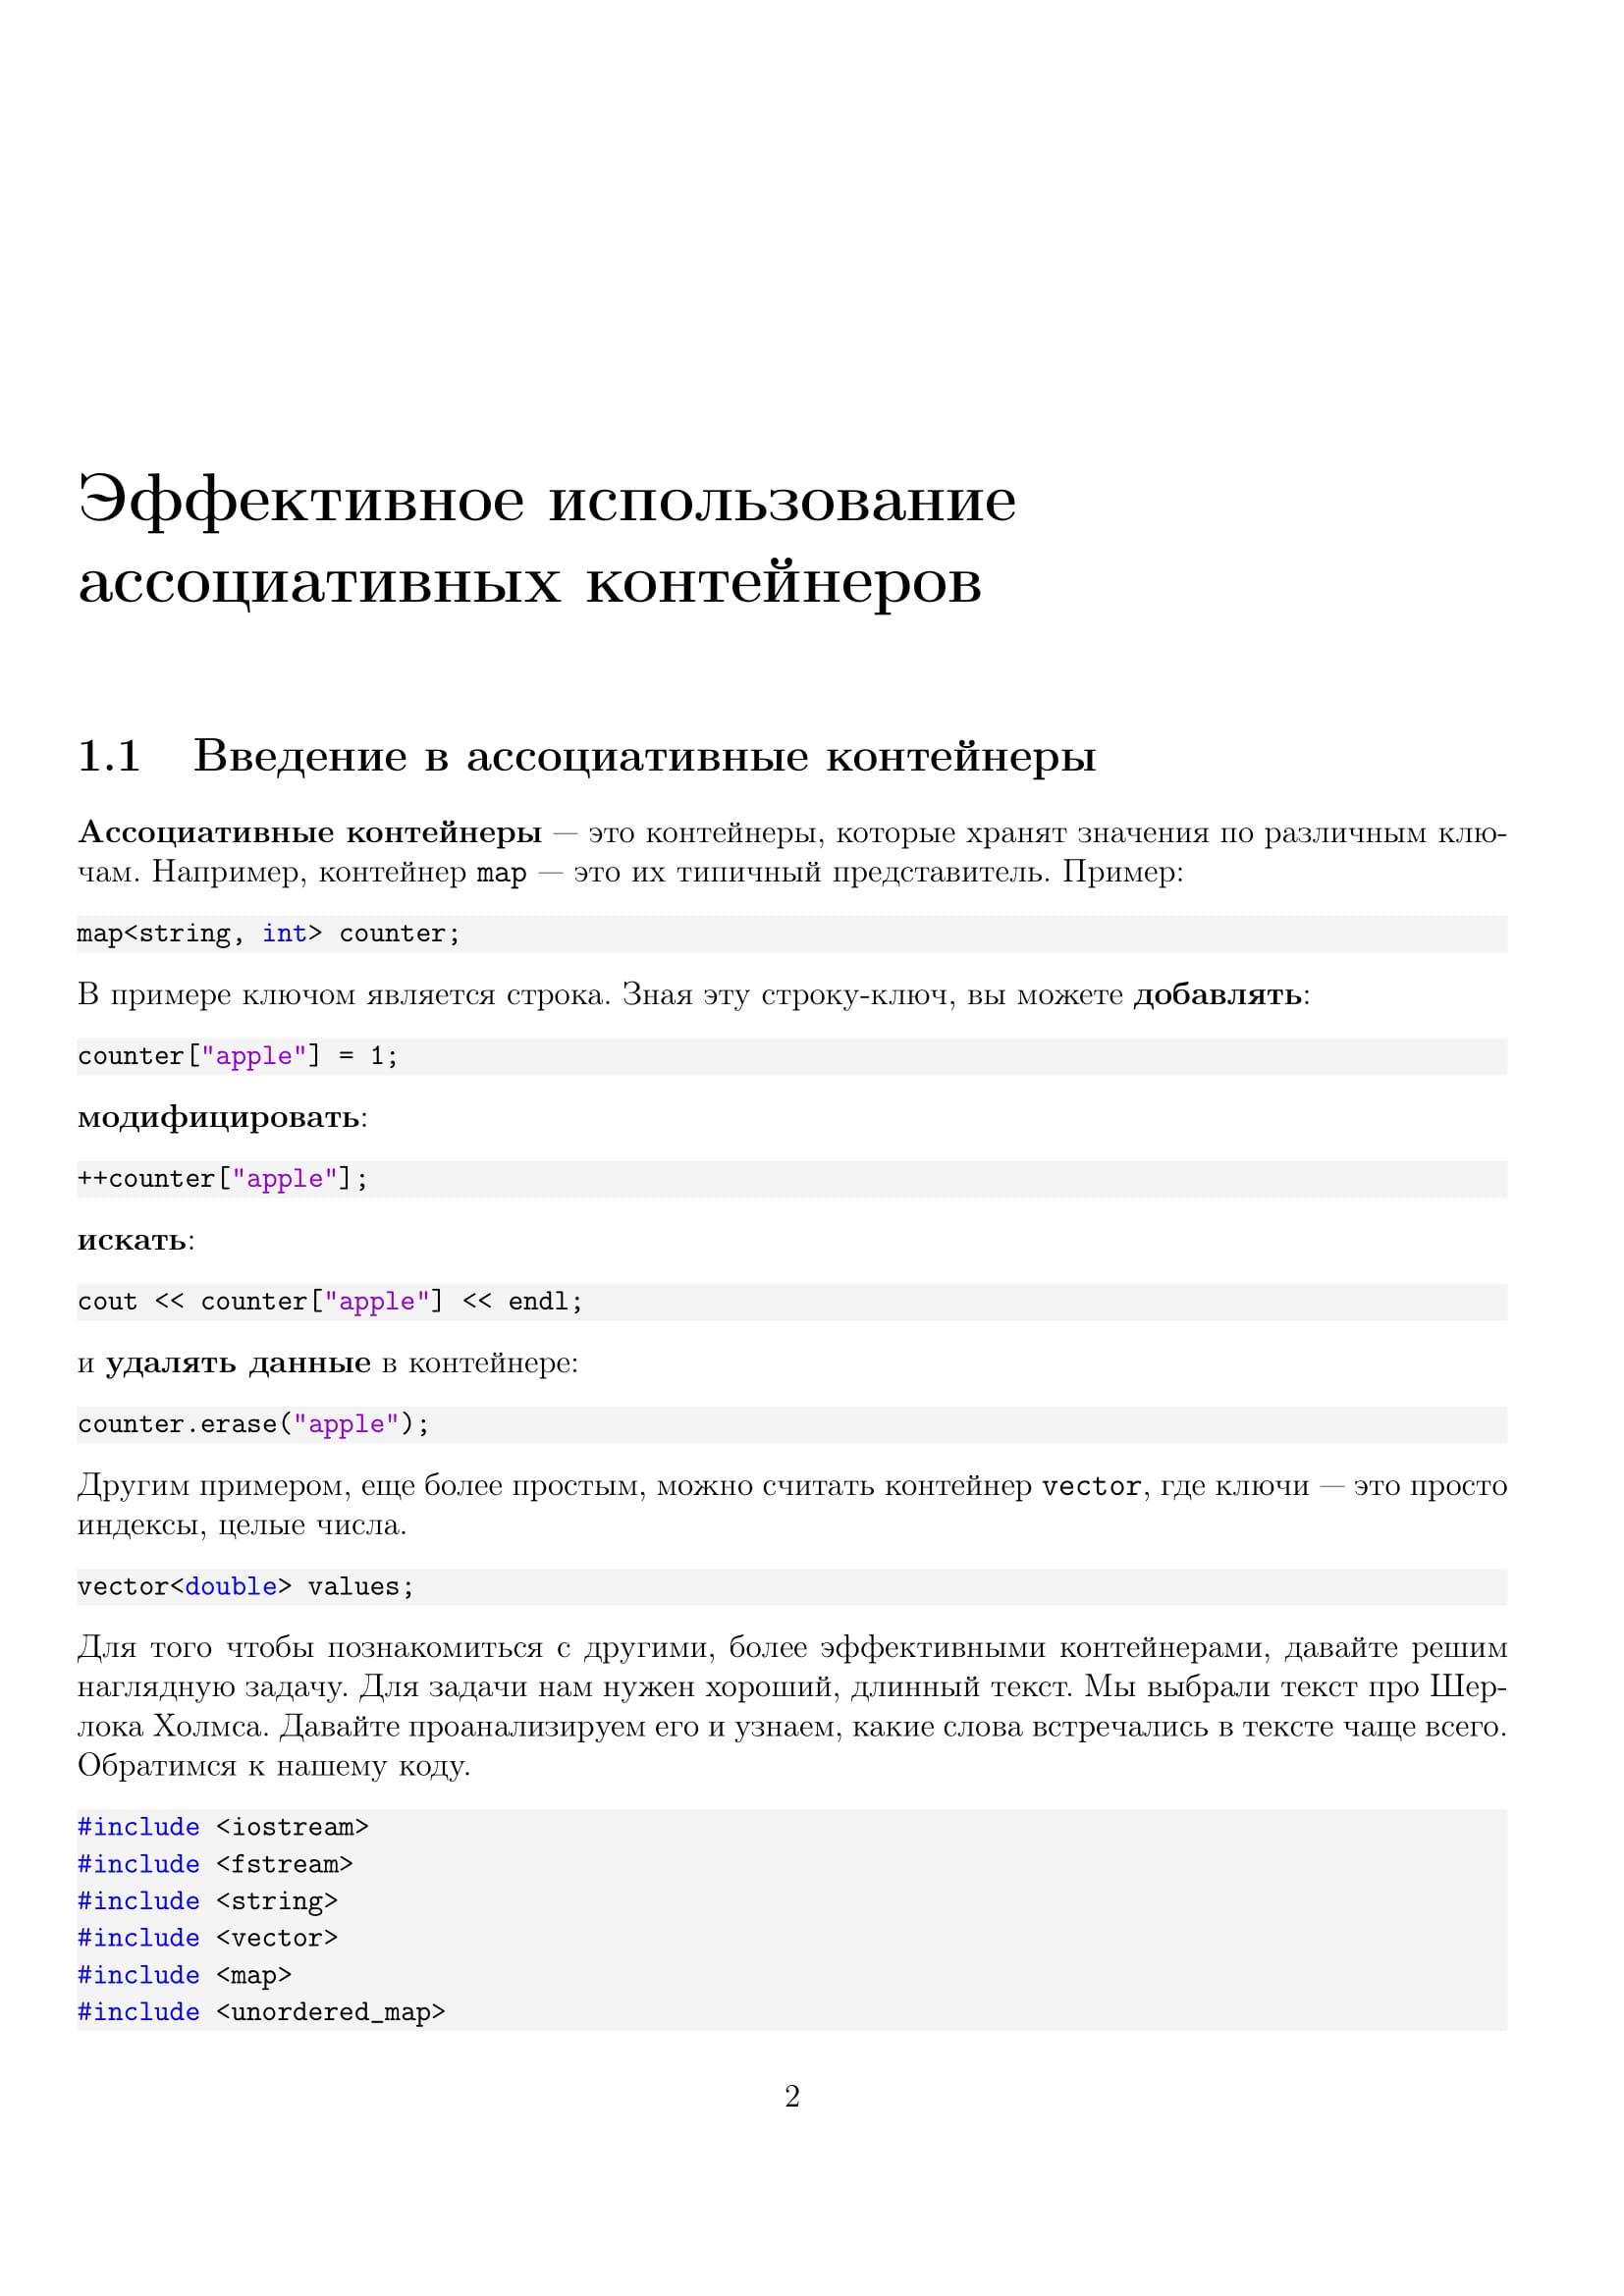 Эффективное использование
ассоциативных контейнеров
1.1 Введение в ассоциативные контейнеры
Ассоциативные контейнеры — это контейнеры, которые хранят значения по различным клю-
чам. Например, контейнер map — это их типичный представитель. Пример:
map<string, int> counter;
В примере ключом является строка. Зная эту строку-ключ, вы можете добавлять:
counter["apple"] = 1;
модифицировать:
++counter["apple"];
искать:
cout << counter["apple"] << endl;
и удалять данные в контейнере:
counter.erase("apple");
Другим примером, еще более простым, можно считать контейнер vector, где ключи — это просто
индексы, целые числа.
vector<double> values;
Для того чтобы познакомиться с другими, более эффективными контейнерами, давайте решим
наглядную задачу. Для задачи нам нужен хороший, длинный текст. Мы выбрали текст про Шер-
лока Холмса. Давайте проанализируем его и узнаем, какие слова встречались в тексте чаще всего.
Обратимся к нашему коду.
#include <iostream>
#include <fstream>
#include <string>
#include <vector>
#include <map>
#include <unordered_map>
2